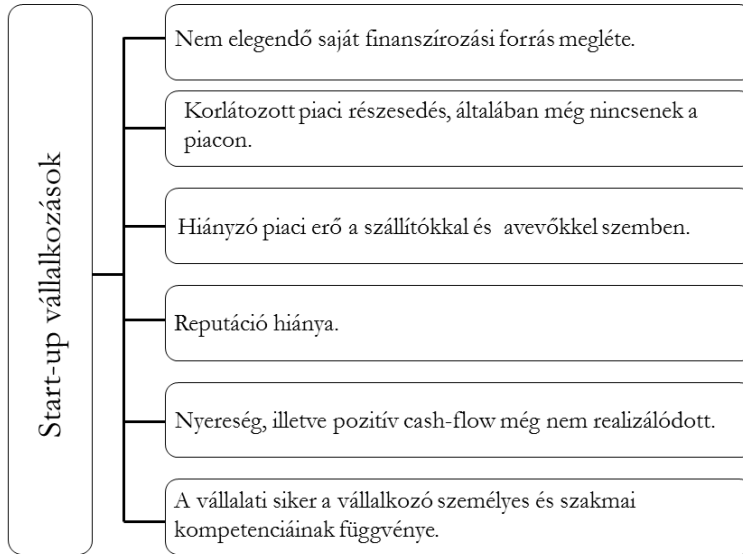 Start-up vállalkozások
Nem elegendő saját finanszírozási forrás megléte.
Korlátozott piaci részesedés, általában még nincsenek a
piacon.
Hiányzó piaci erő a szállítókkal és avevőkkel szemben.
Reputáció hiánya.
Nyereség, illetve pozitív cash-flow még nem realizálódott.
A vállalati siker a vállalkozó személyes és szakmai
kompetenciáinak függvénye.